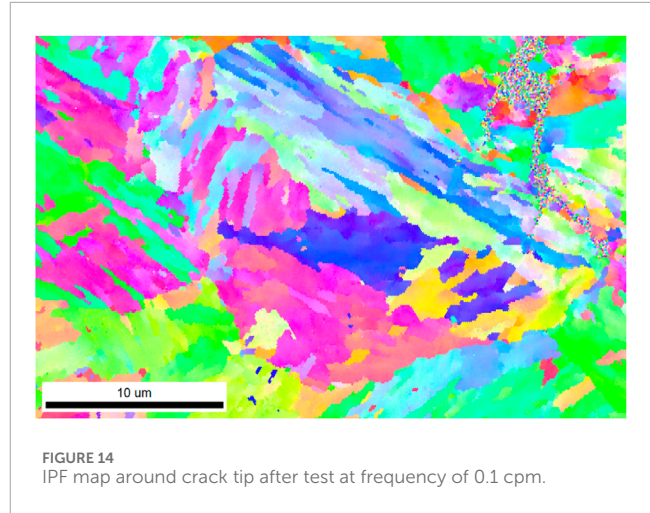 10 um
FIGURE 14
IPF map around crack tip after test at frequency of 0.1 cpm.